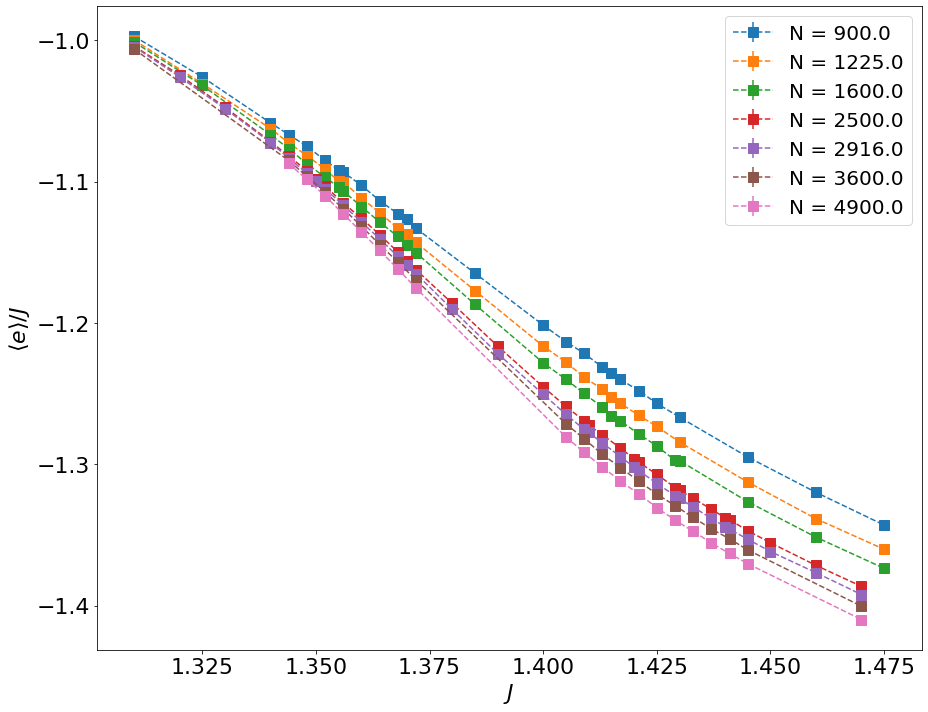 N = 900.0
N = 1225.0
N = 1600.0
N = 2500.0
N = 2916.0
N = 3600.0
N = 4900.0
−1.0
−1.1
−1.2
−1.3
−1.4
⟨e⟩/J
1.325 1.350 1.375 1.400 1.425 1.450 1.475
J